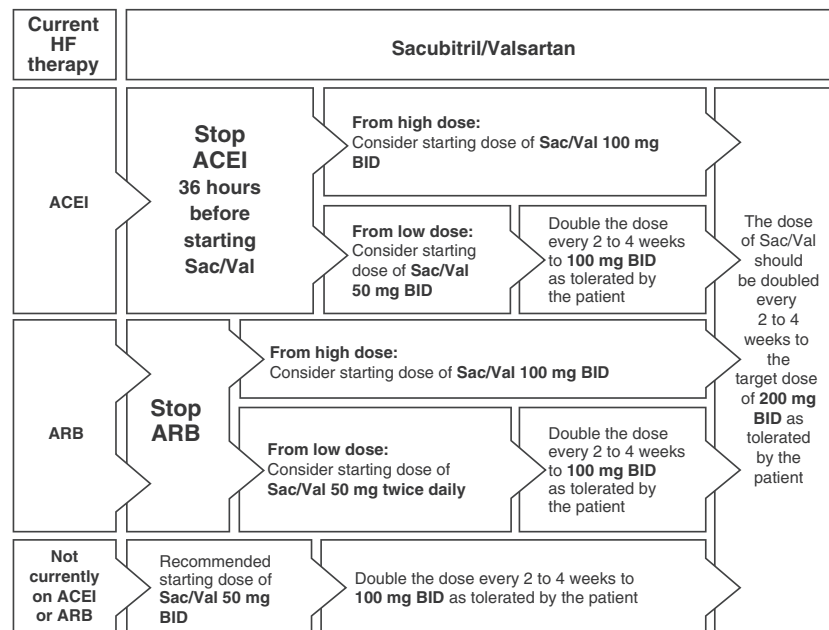 Current
HF
therapy
Sacubitril/Valsartan
ACEI
Stop
ACEI
36 hours
before
starting
Sac/Val
From high dose:
Consider starting dose of Sac/Val 100 mg
BID
From low dose:
Consider starting
dose of Sac/Val
50 mg BID
Double the dose
every 2 to 4 weeks
to 100 mg BID
as tolerated by
the patient
The dose
of Sac/Val
should
be doubled
every
2 to 4
weeks to
the
target dose
of 200 mg
BID as
tolerated
by the
patient
ARB
Stop
ARB
From high dose:
Consider starting dose of Sac/Val 100 mg BID
From low dose:
Consider starting dose of
Sac/Val 50 mg twice daily
Double the dose
every 2 to 4 weeks
to 100 mg BID
as tolerated by
the patient
Not
currently
on ACEI
or ARB
Recommended
starting dose of
Sac/Val 50 mg
BID
Double the dose every 2 to 4 weeks to
100 mg BID as tolerated by the patient